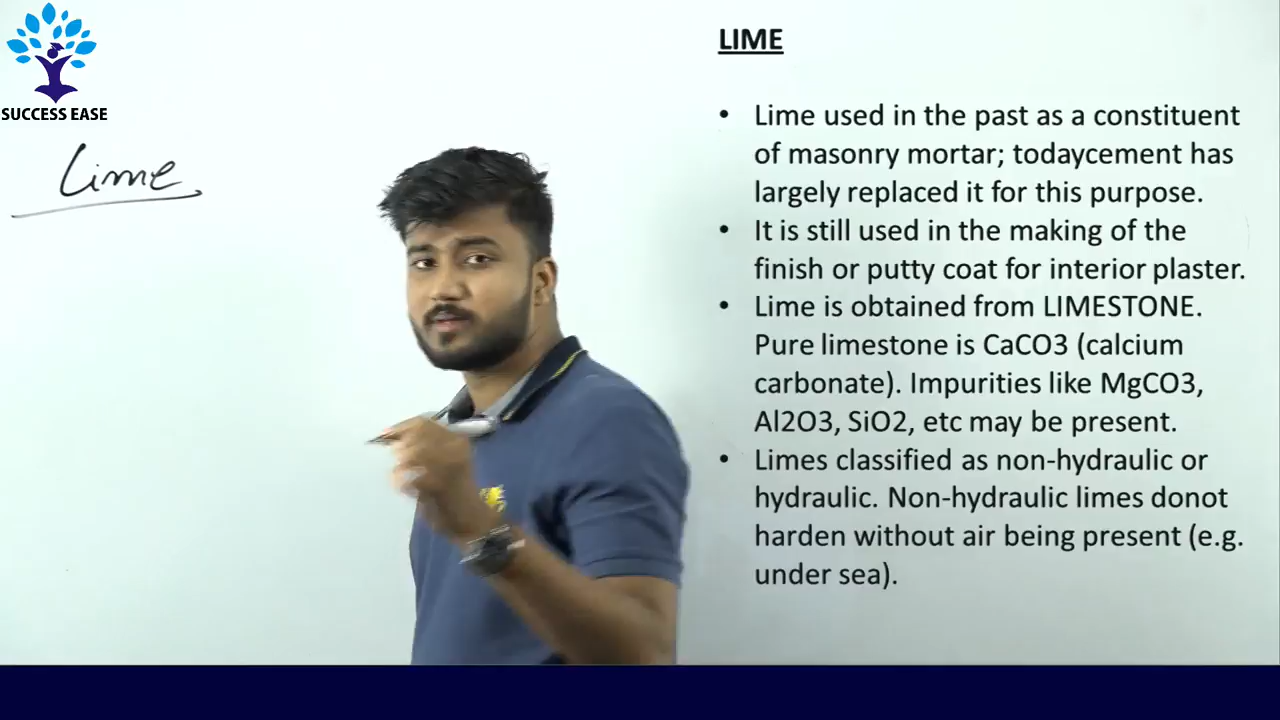 SUCCESS EASE
Lime
LIME
• Lime used in the past as a constituent
of masonry mortar; todaycement has
largely replaced it for this purpose.
• It is still used in the making of the
finish or putty coat for interior plaster.
• Lime is obtained from LIMESTONE.
Pure limestone is CaCO3 (calcium
carbonate). Impurities like MgCO3,
Al2O3, SiO2, etc may be present.
• Limes classified as non-hydraulic or
hydraulic. Non-hydraulic limes donot
harden without air being present (e.g.
under sea).